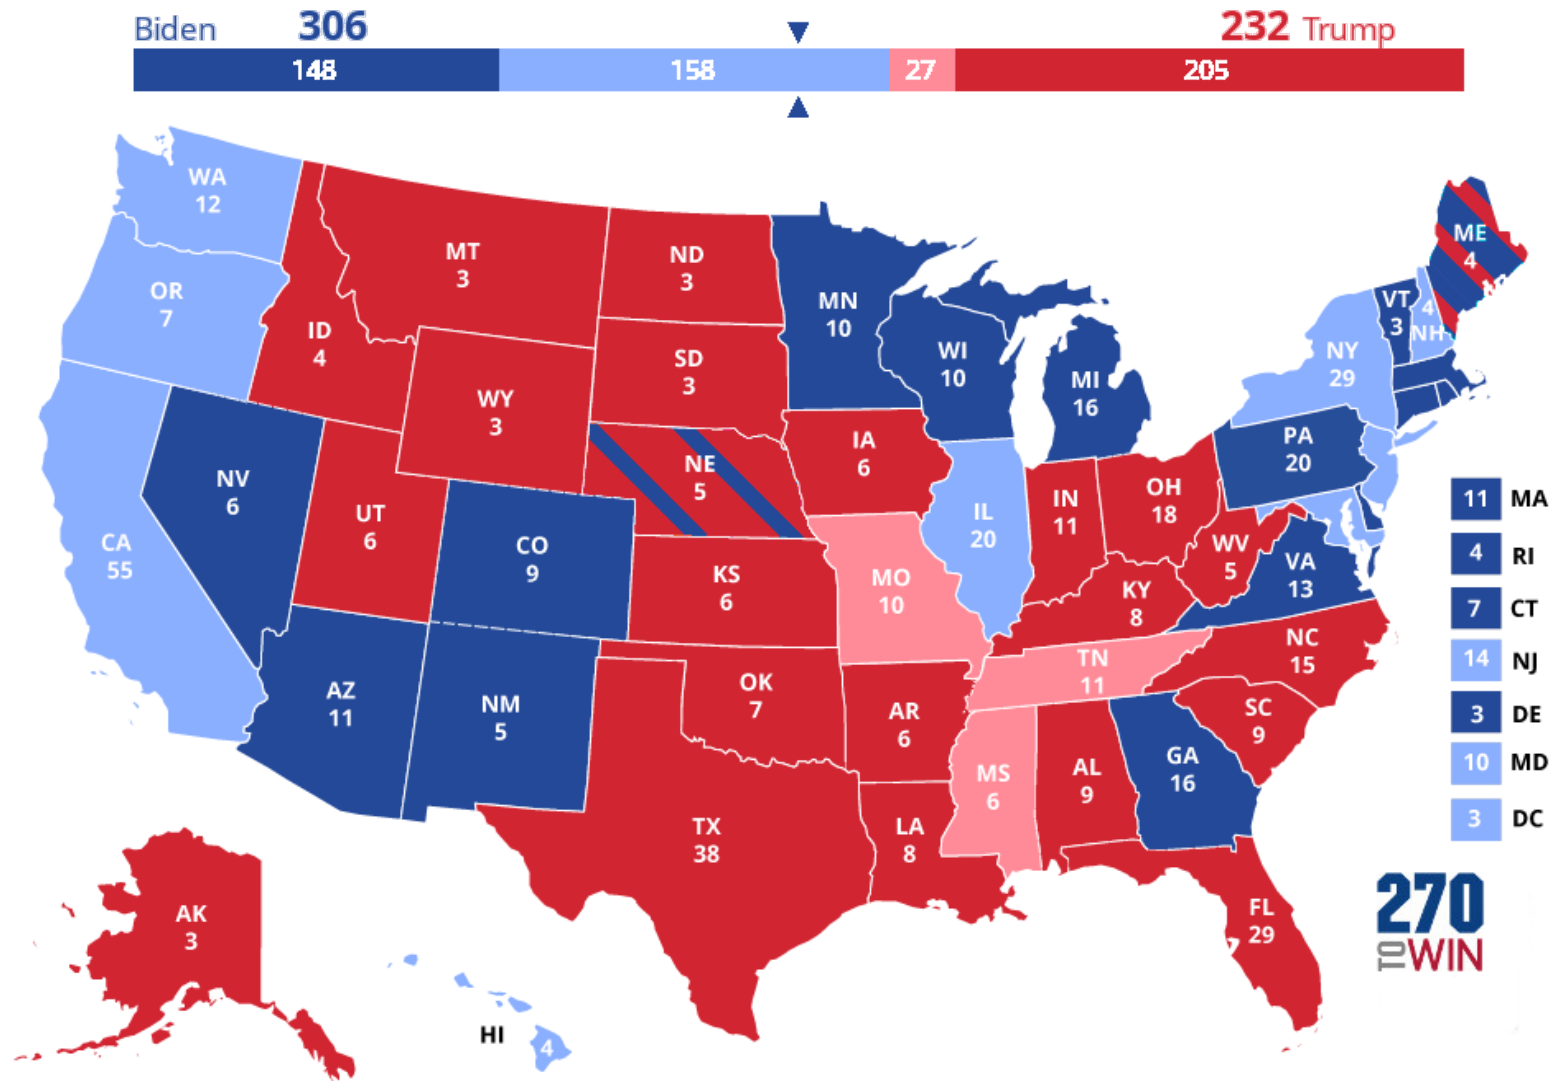 Biden 306
232 Trump
148 158 27 205
WA
12
OR
7
CA
55
ID
4
NV
6
MT
3
WY
3
UT
6
AZ
11
CO
9
NM
5
ND
3
SD
3
NE
5
KS
6
OK
7
TX
38
MN
10
IA
6
MO
10
AR
6
LA
8
WI
10
IL
20
MS
6
MI
16
IN
11
OH
18
KY
8
TN
11
AL
9
GA
16
FL
29
SC
9
NC
15
WV
5
VA
13
PA
20
NY
29
VT
3
4
NH
ME
4
11 MA
4 RI
7 CT
14 NJ
3 DE
10 MD
3 DC
AK
3
HI
4
270
TO WIN